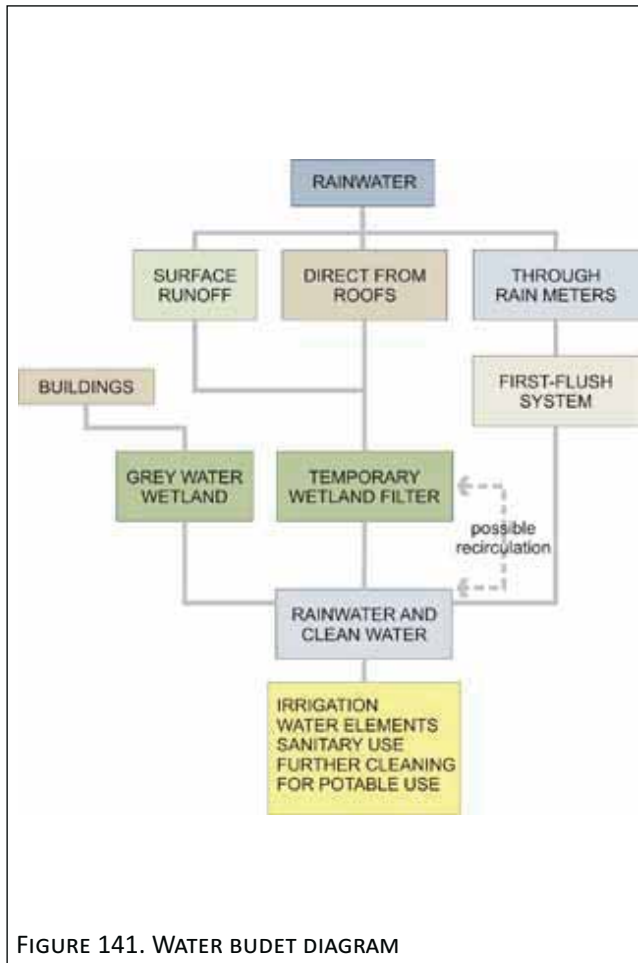 RAINWATER
SURFACE
RUNOFF
DIRECT FROM
ROOFS
THROUGH
RAIN METERS
BUILDINGS
FIRST-FLUSH
SYSTEM
GREY WATER
WETLAND
TEMPORARY
WETLAND FILTER
possible
recirculation
RAINWATER AND
CLEAN WATER
IRRIGATION
WATER ELEMENTS
SANITARY USE
FURTHER CLEANING
FOR POTABLE USE
FIGURE 141. WATER BUDET DIAGRAM